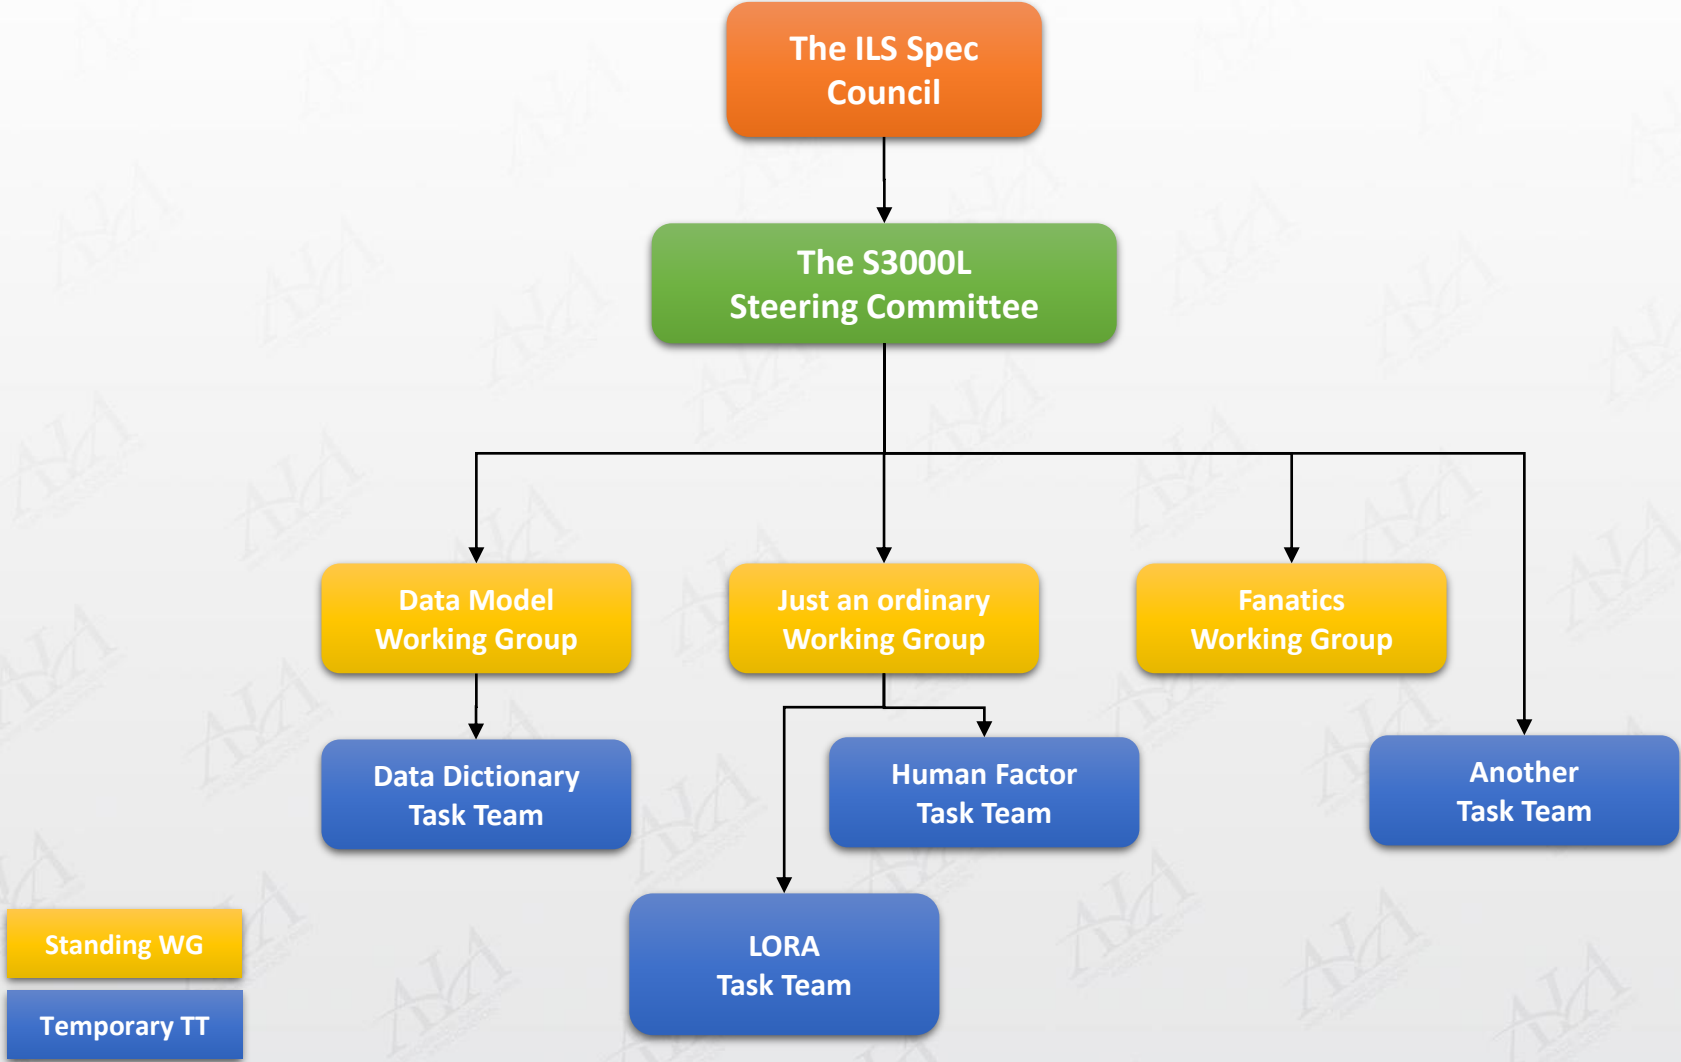 The ILS Spec
Council
The S3000L
Steering Committee
Data Model
Working Group
Just an ordinary
Working Group
Fanatics
Working Group
Data Dictionary
Task Team
Human Factor
Task Team
Another
Task Team
LORA
Task Team
Standing WG
Temporary TT